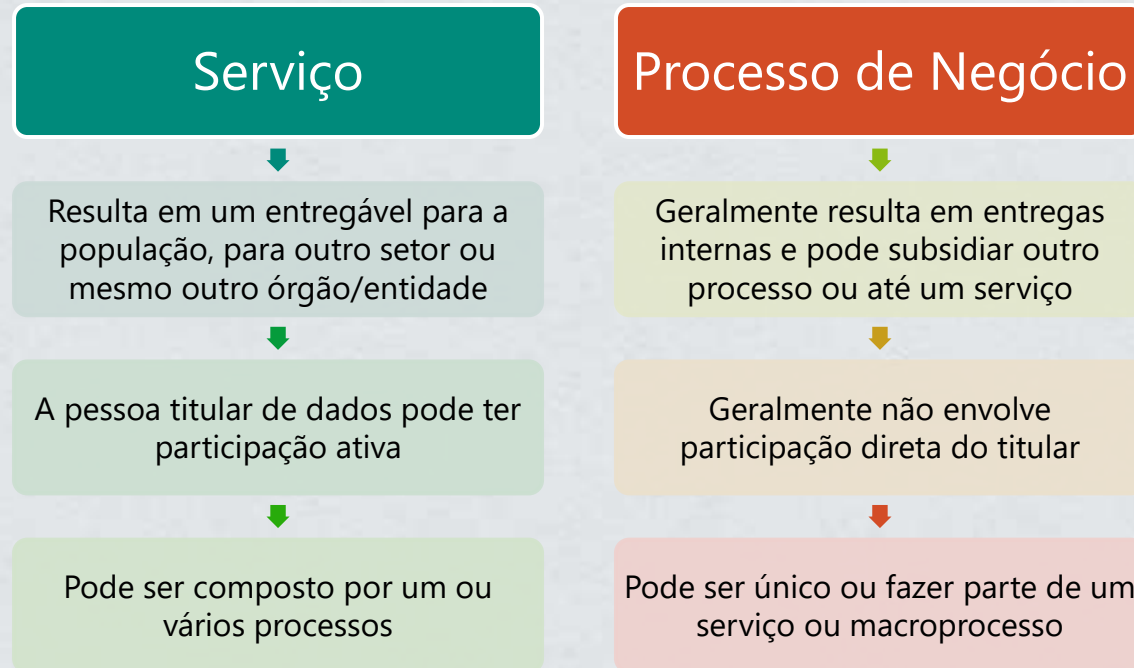 Serviço
Resulta em um entregável para a
população, para outro setor ou
mesmo outro órgão/entidade
A pessoa titular de dados pode ter
participação ativa
Pode ser composto por um ou
vários processos
Processo de Negócio
Geralmente resulta em entregas
internas e pode subsidiar outro
processo ou até um serviço
Geralmente não envolve
participação direta do titular
Pode ser único ou fazer parte de um
serviço ou macroprocesso